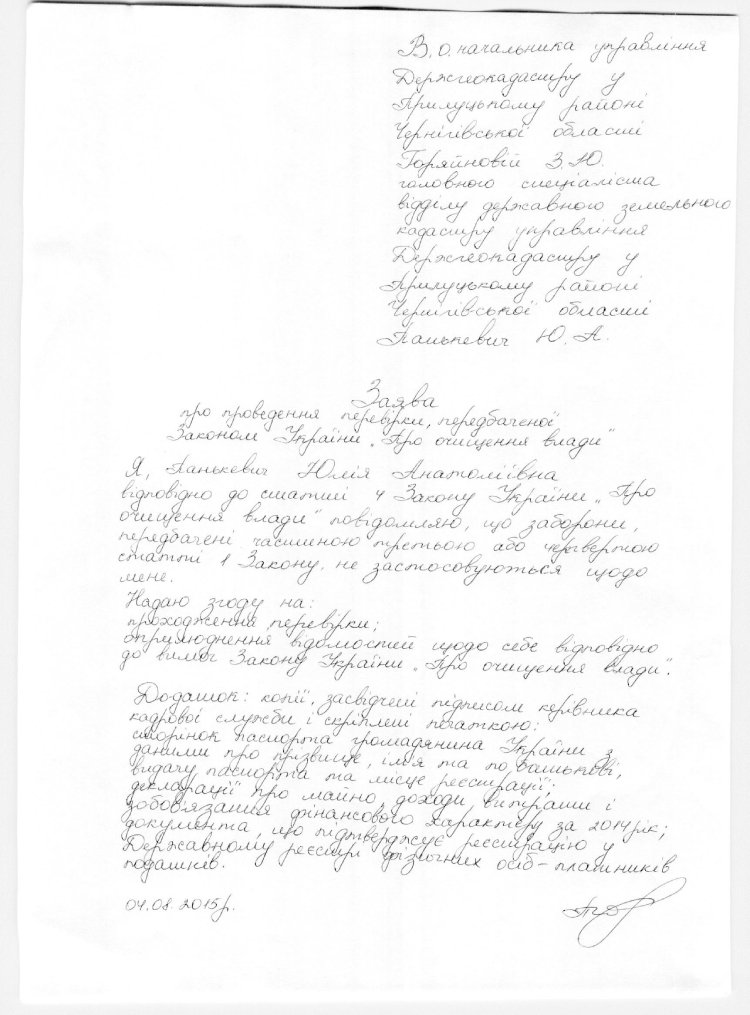 В.о. начальника управління
Держгеокадастру у
Прилуцькому районі
Чернігівської області
Горяйновій З.Ю.
головного спеціаліста
відділу державного земельного
кадастру управління
Держгеокадастру у
Прилуцькому районі
Чернігівської області
Панькевич Ю.А.
Заява
про проведення перевірки, передбаченої
Законом України „Про очищення влади"
Я, Панькевич Юлія Анатоліївна
відповідно до статті 4 Закону України „Про
очищення влади" повідомляю, що заборони,
передбачені частиною третьою або четвертою
статті 1 Закону, не застосовуються щодо
мене.
Надаю згоду на:
проходження перевірки;
оприлюднення відомостей щодо себе відповідно
до вимог Закону України „Про очищення влади".
Додаток: копії, засвідчені підписом керівника
кадрової служби і скріплені печаткою:
сторінок паспорта громадянина України з
даними про прізвище, ім'я та по батькові,
видачу паспорта та місце реєстрації;
декларації про майно, доходи, витрати і
зобов'язання фінансового характеру за 2014 рік;
документа, що підтверджує реєстрацію у
Державному реєстрі фізичних осіб-платників
податків.
04.08.2015р.